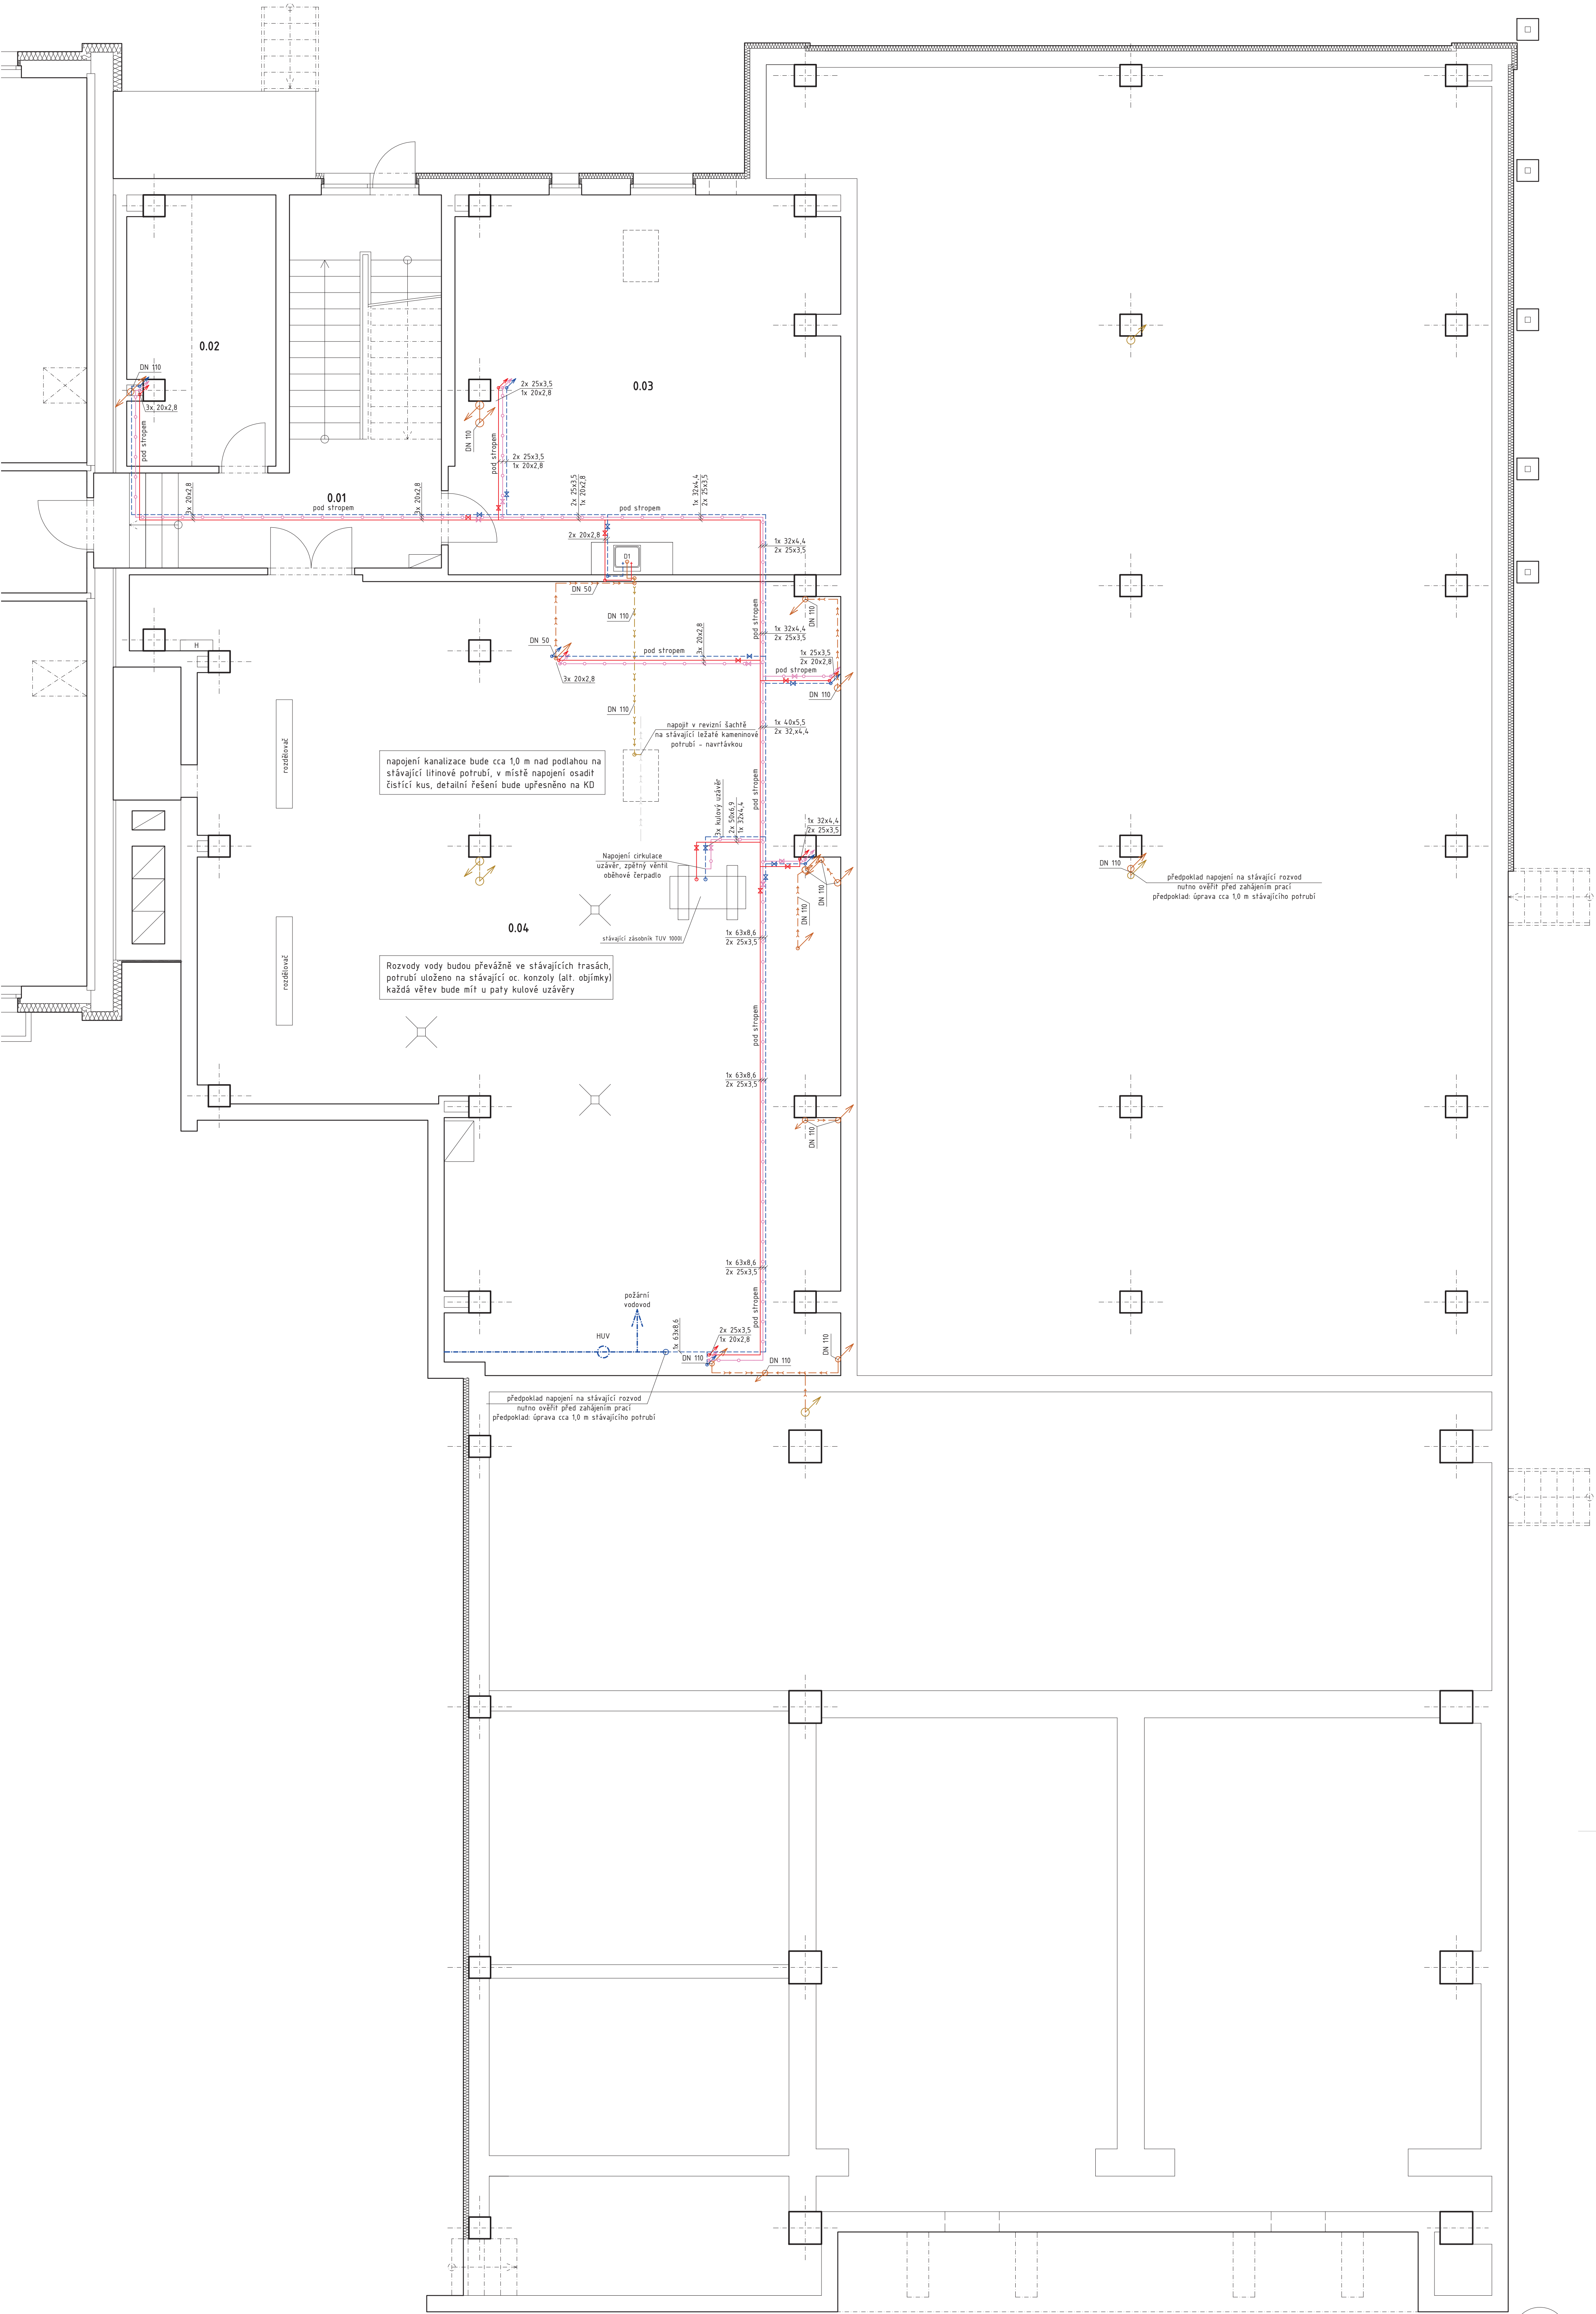 0.02
DN 110
3x 20x2,8
pod stropem
0.03
2x 25x3,5
1x 20x2,8
DN 110
2x 25x3,5
1x 20x2,8
pod stropem
0.01
pod stropem
3x 20x2,8
3x 20x2,8
2x 25x3,5
1x 20x2,8
pod stropem
1x 32x4,4
2x 25x3,5
2x 20x2,8
D1
1x 32x4,4
2x 25x3,5
DN 50
DN 110
pod stropem
DN 110
1x 32x4,4
2x 25x3,5
H
DN 50
pod stropem
3x 20x2,8
1x 25x3,5
2x 20x2,8
pod stropem
3x 20x2,8
DN 110
DN 110
napojit v revizní šachtě
na stávající ležaté kameninové
potrubí - navrtávkou
1x 40x5,5
2x 32,x4,4
rozdělovač
napojení kanalizace bude cca 1,0 m nad podlahou na
stávající litinové potrubí, v místě napojení osadit
čistící kus, detailní řešení bude upřesněno na KD
pod stropem
3x kulový uzávěr
2x 50x6,9
1x 32x4,4
1x 32x4,4
2x 25x3,5
Napojení cirkulace
uzávěr, zpětný ventil
oběhové čerpadlo
DN 110
předpoklad napojení na stávající rozvod
nutno ověřit před zahájením prací
předpoklad: úprava cca 1,0 m stávajícího potrubí
DN 110
DN 110
0.04
stávající zásobník TUV 1000l
1x 63x8,6
2x 25x3,5
rozdělovač
Rozvody vody budou převážně ve stávajících trasách,
potrubí uloženo na stávající oc. konzoly (alt. objímky)
každá větev bude mít u paty kulové uzávěry
pod stropem
1x 63x8,6
2x 25x3,5
DN 110
1x 63x8,6
2x 25x3,5
pod stropem
požární
vodovod
HUV
1x 63x8,6
2x 25x3,5
1x 20x2,8
DN 110
DN 110
DN 110
předpoklad napojení na stávající rozvod
nutno ověřit před zahájením prací
předpoklad: úprava cca 1,0 m stávajícího potrubí